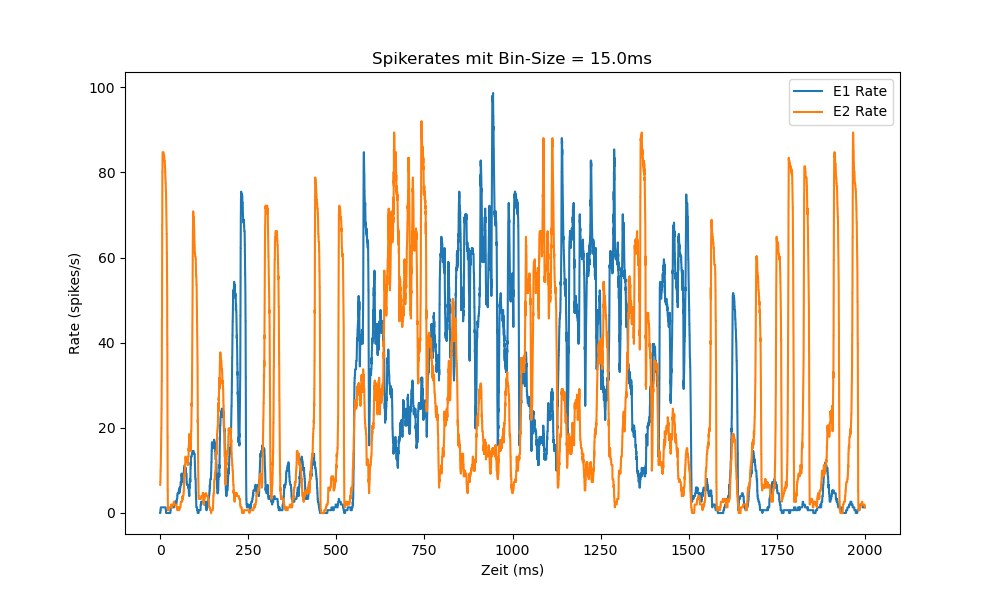 Spikerates mit Bin-Size = 15.0ms
E1 Rate
E2 Rate
Rate (spikes/s)
100
80
60
40
20
0
0 250 500 750 1000 1250 1500 1750 2000
Zeit (ms)